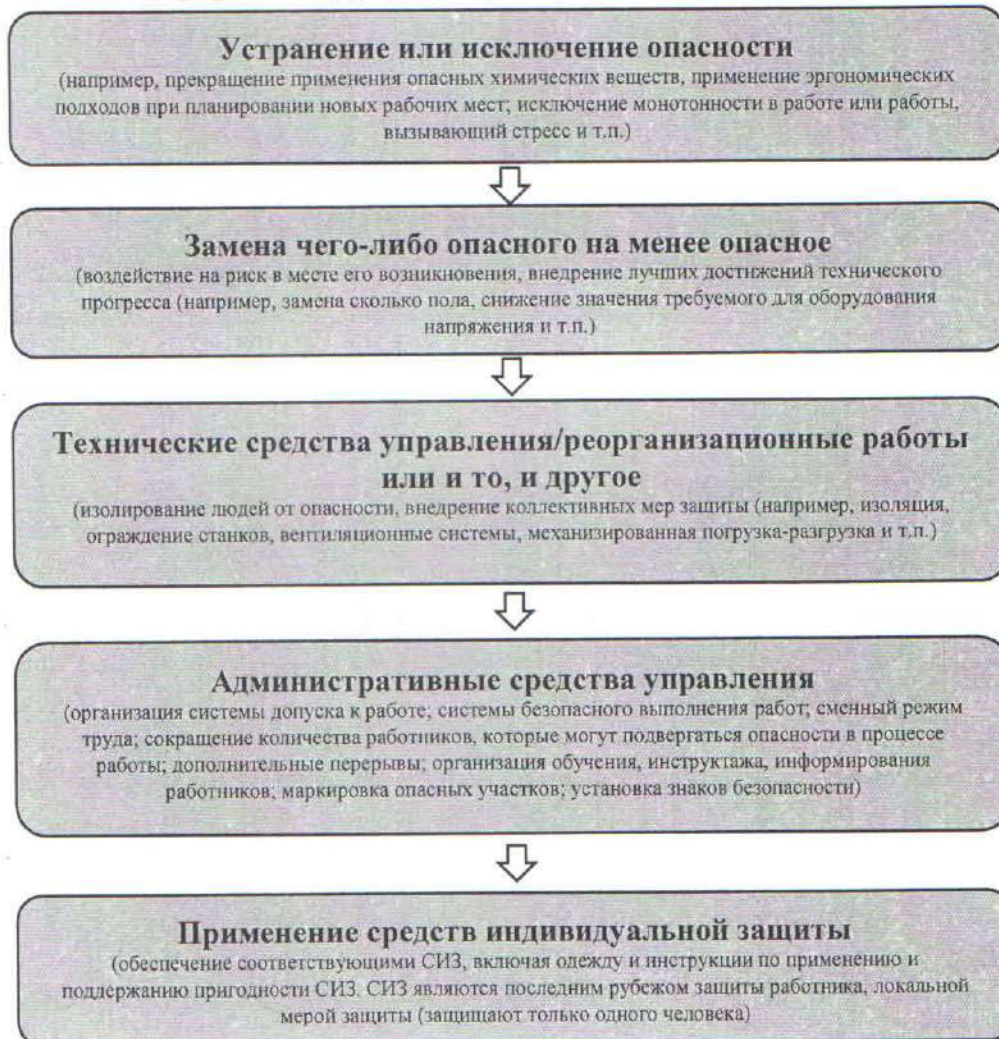 Устранение или исключение опасности
(например, прекращение применения опасных химических веществ, применение эргономических
подходов при планировании новых рабочих мест; исключение монотонности в работе или работы,
вызывающий стресс и т.п.)
Замена чего-либо опасного на менее опасное
(воздействие на риск в месте его возникновения, внедрение лучших достижений технического
прогресса (например, замена сколько пола, снижение значения требуемого для оборудования
напряжения и т.п.)
Технические средства управления/реорганизационные работы
или и то, и другое
(изолирование людей от опасности, внедрение коллективных мер защиты (например, изоляция,
ограждение станков, вентиляционные системы, механизированная погрузка-разгрузка и т.п.)
Административные средства управления
(организация системы допуска к работе; системы безопасного выполнения работ; сменный режим
труда; сокращение количества работников, которые могут подвергаться опасности в процессе
работы; дополнительные перерывы; организация обучения, инструктажа, информирования
работников; маркировка опасных участков; установка знаков безопасности)
Применение средств индивидуальной защиты
(обеспечение соответствующими СИЗ, включая одежду и инструкции по применению и
поддержанию пригодности СИЗ. СИЗ являются последним рубежом защиты работника, локальной
мерой защиты (защищают только одного человека)